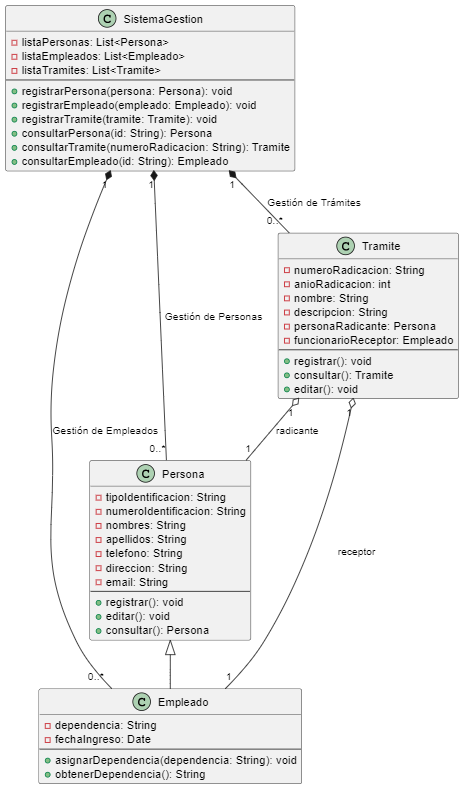 C SistemaGestion
listaPersonas: List<Persona>
listaEmpleados: List<Empleado>
listaTramites: List<Tramite>
registrarPersona(persona: Persona): void
registrarEmpleado(empleado: Empleado): void
registrarTramite(tramite: Tramite): void
consultarPersona(id: String): Persona
consultarTramite(numeroRadicacion: String): Tramite
consultarEmpleado(id: String): Empleado
1 1 1
Gestión de Trámites
0..*
C Tramite
numeroRadicacion: String
anioRadicacion: int
nombre: String
descripcion: String
personaRadicante: Persona
funcionarioReceptor: Empleado
registrar(): void
consultar(): Tramite
editar(): void
1 1
Gestión de Personas
Gestión de Empleados
radicante
0..* 1
C Persona
tipoIdentificacion: String
numeroIdentificacion: String
nombres: String
apellidos: String
telefono: String
direccion: String
email: String
registrar(): void
editar(): void
consultar(): Persona
receptor
0..* 1
C Empleado
dependencia: String
fechaIngreso: Date
asignarDependencia(dependencia: String): void
obtenerDependencia(): String